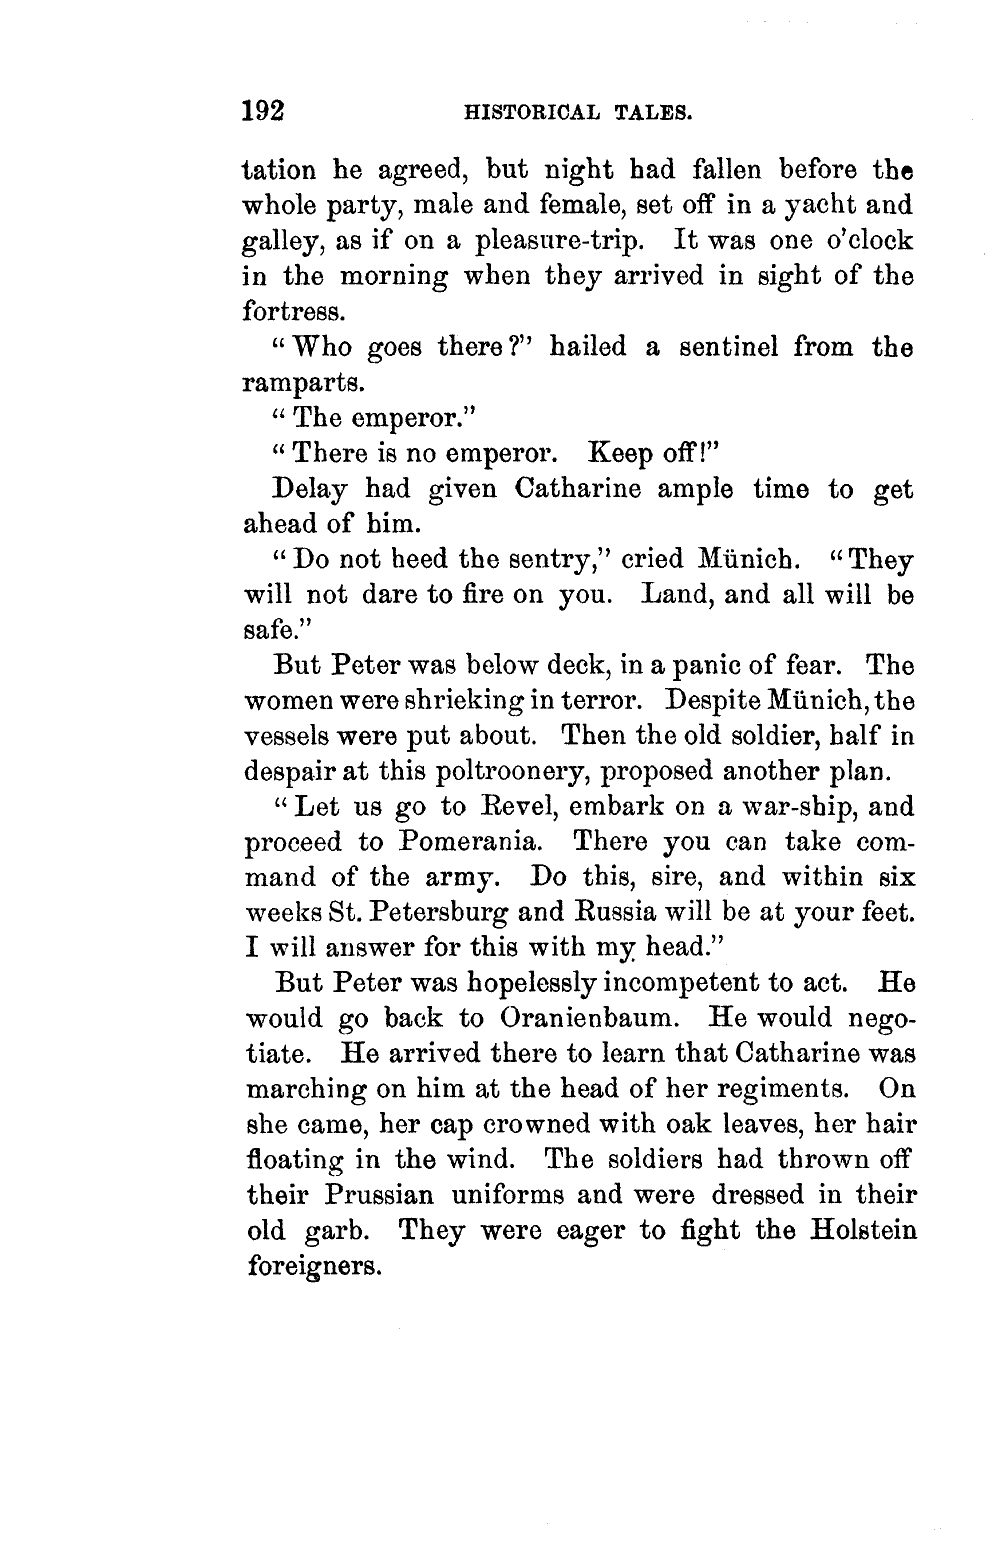 192 HISTORICAL TALES.
tation he agreed, but night had fallen before the
whole party, male and female, set off in a yacht and
galley, as if on a pleasure-trip. It was one o'clock
in the morning when they arrived in sight of the
fortress.
“Who goes there?” hailed a sentinel from the
ramparts.
“The emperor.”
“There is no emperor. Keep off!”
Delay had given Catharine ample time to get
ahead of him.
“Do not heed the sentry,” cried Münich. “They
will not dare to fire on you. Land, and all will be
safe.”
But Peter was below deck, in a panic of fear. The
women were shrieking in terror. Despite Münich, the
vessels were put about. Then the old soldier, half in
despair at this poltroonery, proposed another plan.
“Let us go to Revel, embark on a war-ship, and
proceed to Pomerania. There you can take com-
mand of the army. Do this, sire, and within six
weeks St. Petersburg and Russia will be at your feet.
I will answer for this with my head.”
But Peter was hopelessly incompetent to act. He
would go back to Oranienbaum. He would nego-
tiate. He arrived there to learn that Catharine was
marching on him at the head of her regiments. On
she came, her cap crowned with oak leaves, her hair
floating in the wind. The soldiers had thrown off
their Prussian uniforms and were dressed in their
old garb. They were eager to fight the Holstein
foreigners.